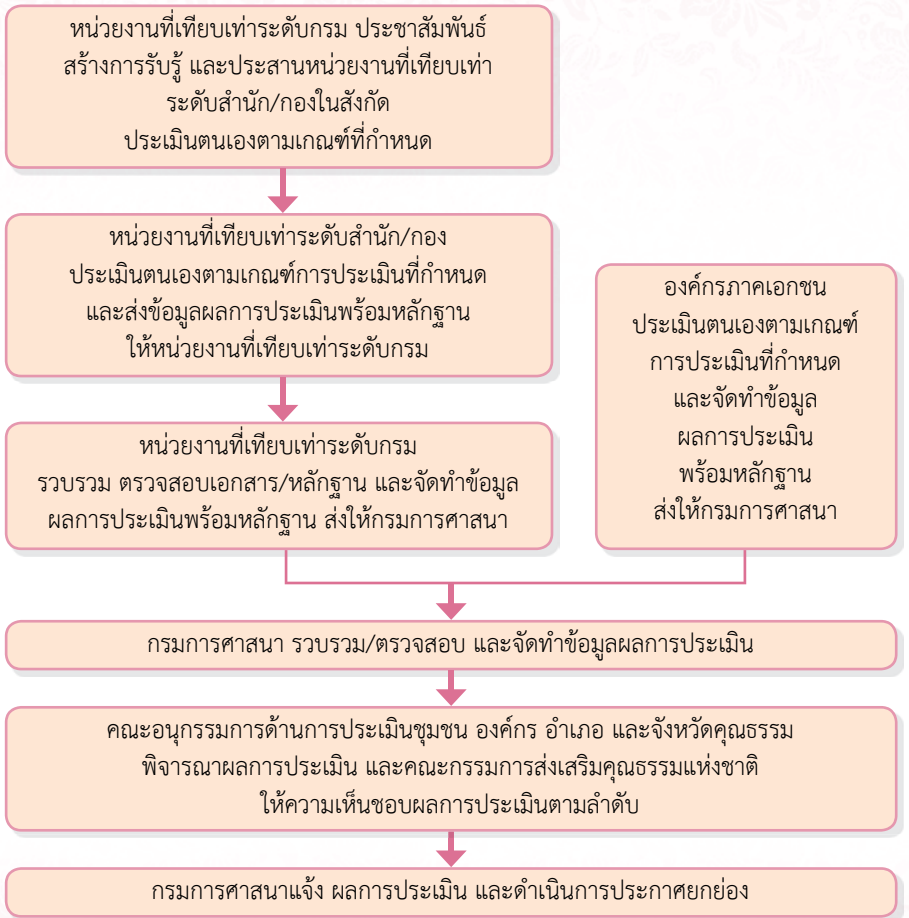 หน่วยงานที่เทียบเท่าระดับกรม ประชาสัมพันธ์
สร้างการรับรู้ และประสานหน่วยงานที่เทียบเท่า
ระดับสำนัก/กองในสังกัด
ประเมินตนเองตามเกณฑ์ที่กำหนด
หน่วยงานที่เทียบเท่าระดับสำนัก/กอง
ประเมินตนเองตามเกณฑ์การประเมินที่กำหนด
และส่งข้อมูลผลการประเมินพร้อมหลักฐาน
ให้หน่วยงานที่เทียบเท่าระดับกรม
หน่วยงานที่เทียบเท่าระดับกรม
รวบรวม ตรวจสอบเอกสาร/หลักฐาน และจัดทำข้อมูล
ผลการประเมินพร้อมหลักฐาน ส่งให้กรมการศาสนา
องค์กรภาคเอกชน
ประเมินตนเองตามเกณฑ์
การประเมินที่กำหนด
และจัดทำข้อมูล
ผลการประเมิน
พร้อมหลักฐาน
ส่งให้กรมการศาสนา
กรมการศาสนา รวบรวม/ตรวจสอบ และจัดทำข้อมูลผลการประเมิน
คณะอนุกรรมการด้านการประเมินชุมชน องค์กร อำเภอ และจังหวัดคุณธรรม
พิจารณาผลการประเมิน และคณะกรรมการส่งเสริมคุณธรรมแห่งชาติ
ให้ความเห็นชอบผลการประเมินตามลำดับ
กรมการศาสนาแจ้ง ผลการประเมิน และดำเนินการประกาศยกย่อง